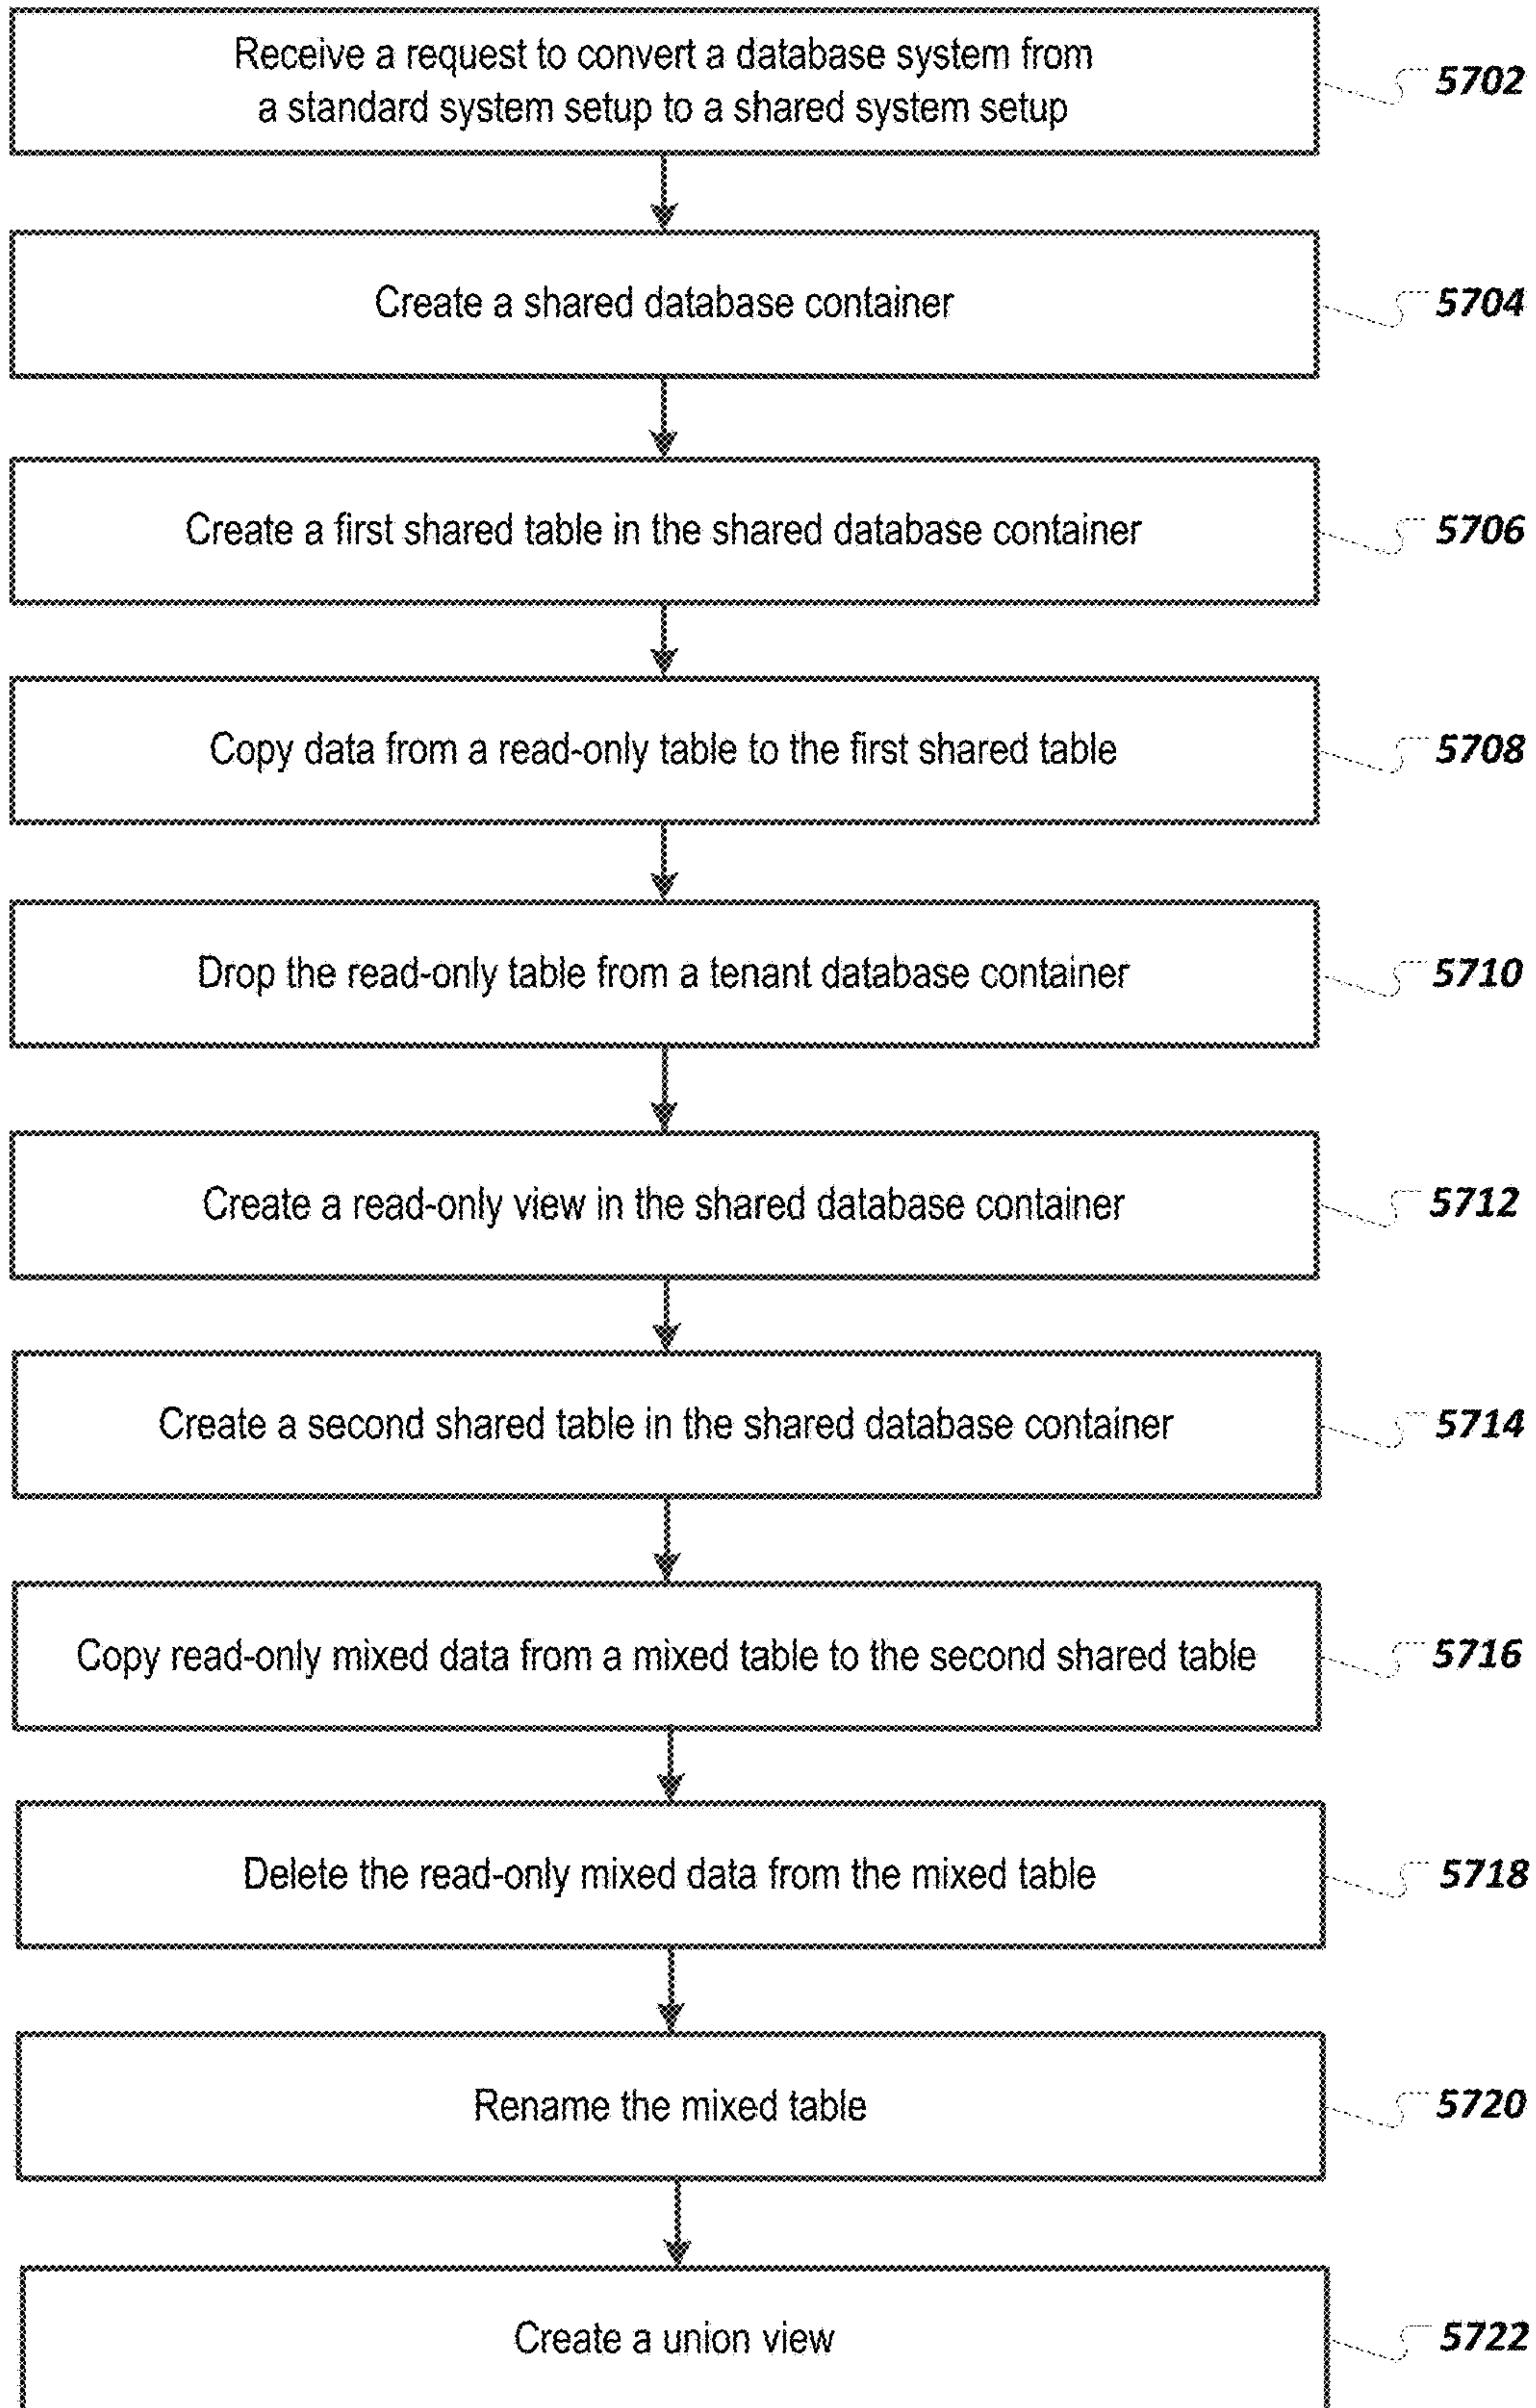 Receive a request to convert a database system from
a standard system setup to a shared system setup
5702
Create a shared database container
5704
Create a first shared table in the shared database container
5706
Copy data from a read-only table to the first shared table
5708
Drop the read-only table from a tenant database container
5710
Create a read-only view in the shared database container
5712
Create a second shared table in the shared database container
5714
Copy read-only mixed data from a mixed table to the second shared table
5716
Delete the read-only mixed data from the mixed table
5718
Rename the mixed table
5720
Create a union view
5722